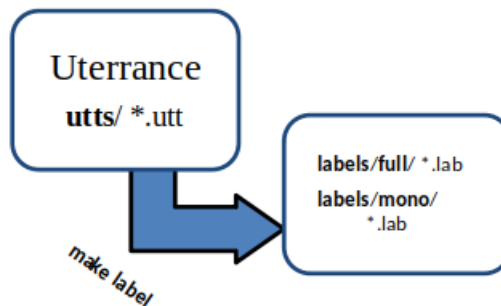 Uterrance
utts/ *.utt
labels/full/ *.lab
labels/mono/
*.lab
make label